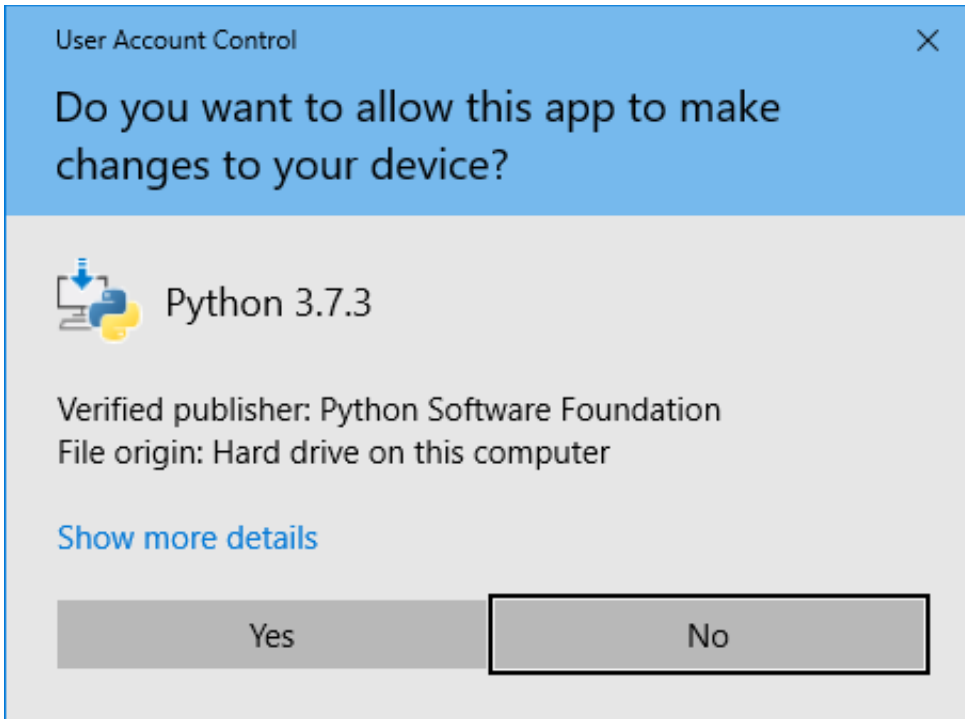 User Account Control
Do you want to allow this app to make
changes to your device?
Python 3.7.3
Verified publisher: Python Software Foundation
File origin: Hard drive on this computer
Show more details
Yes
No